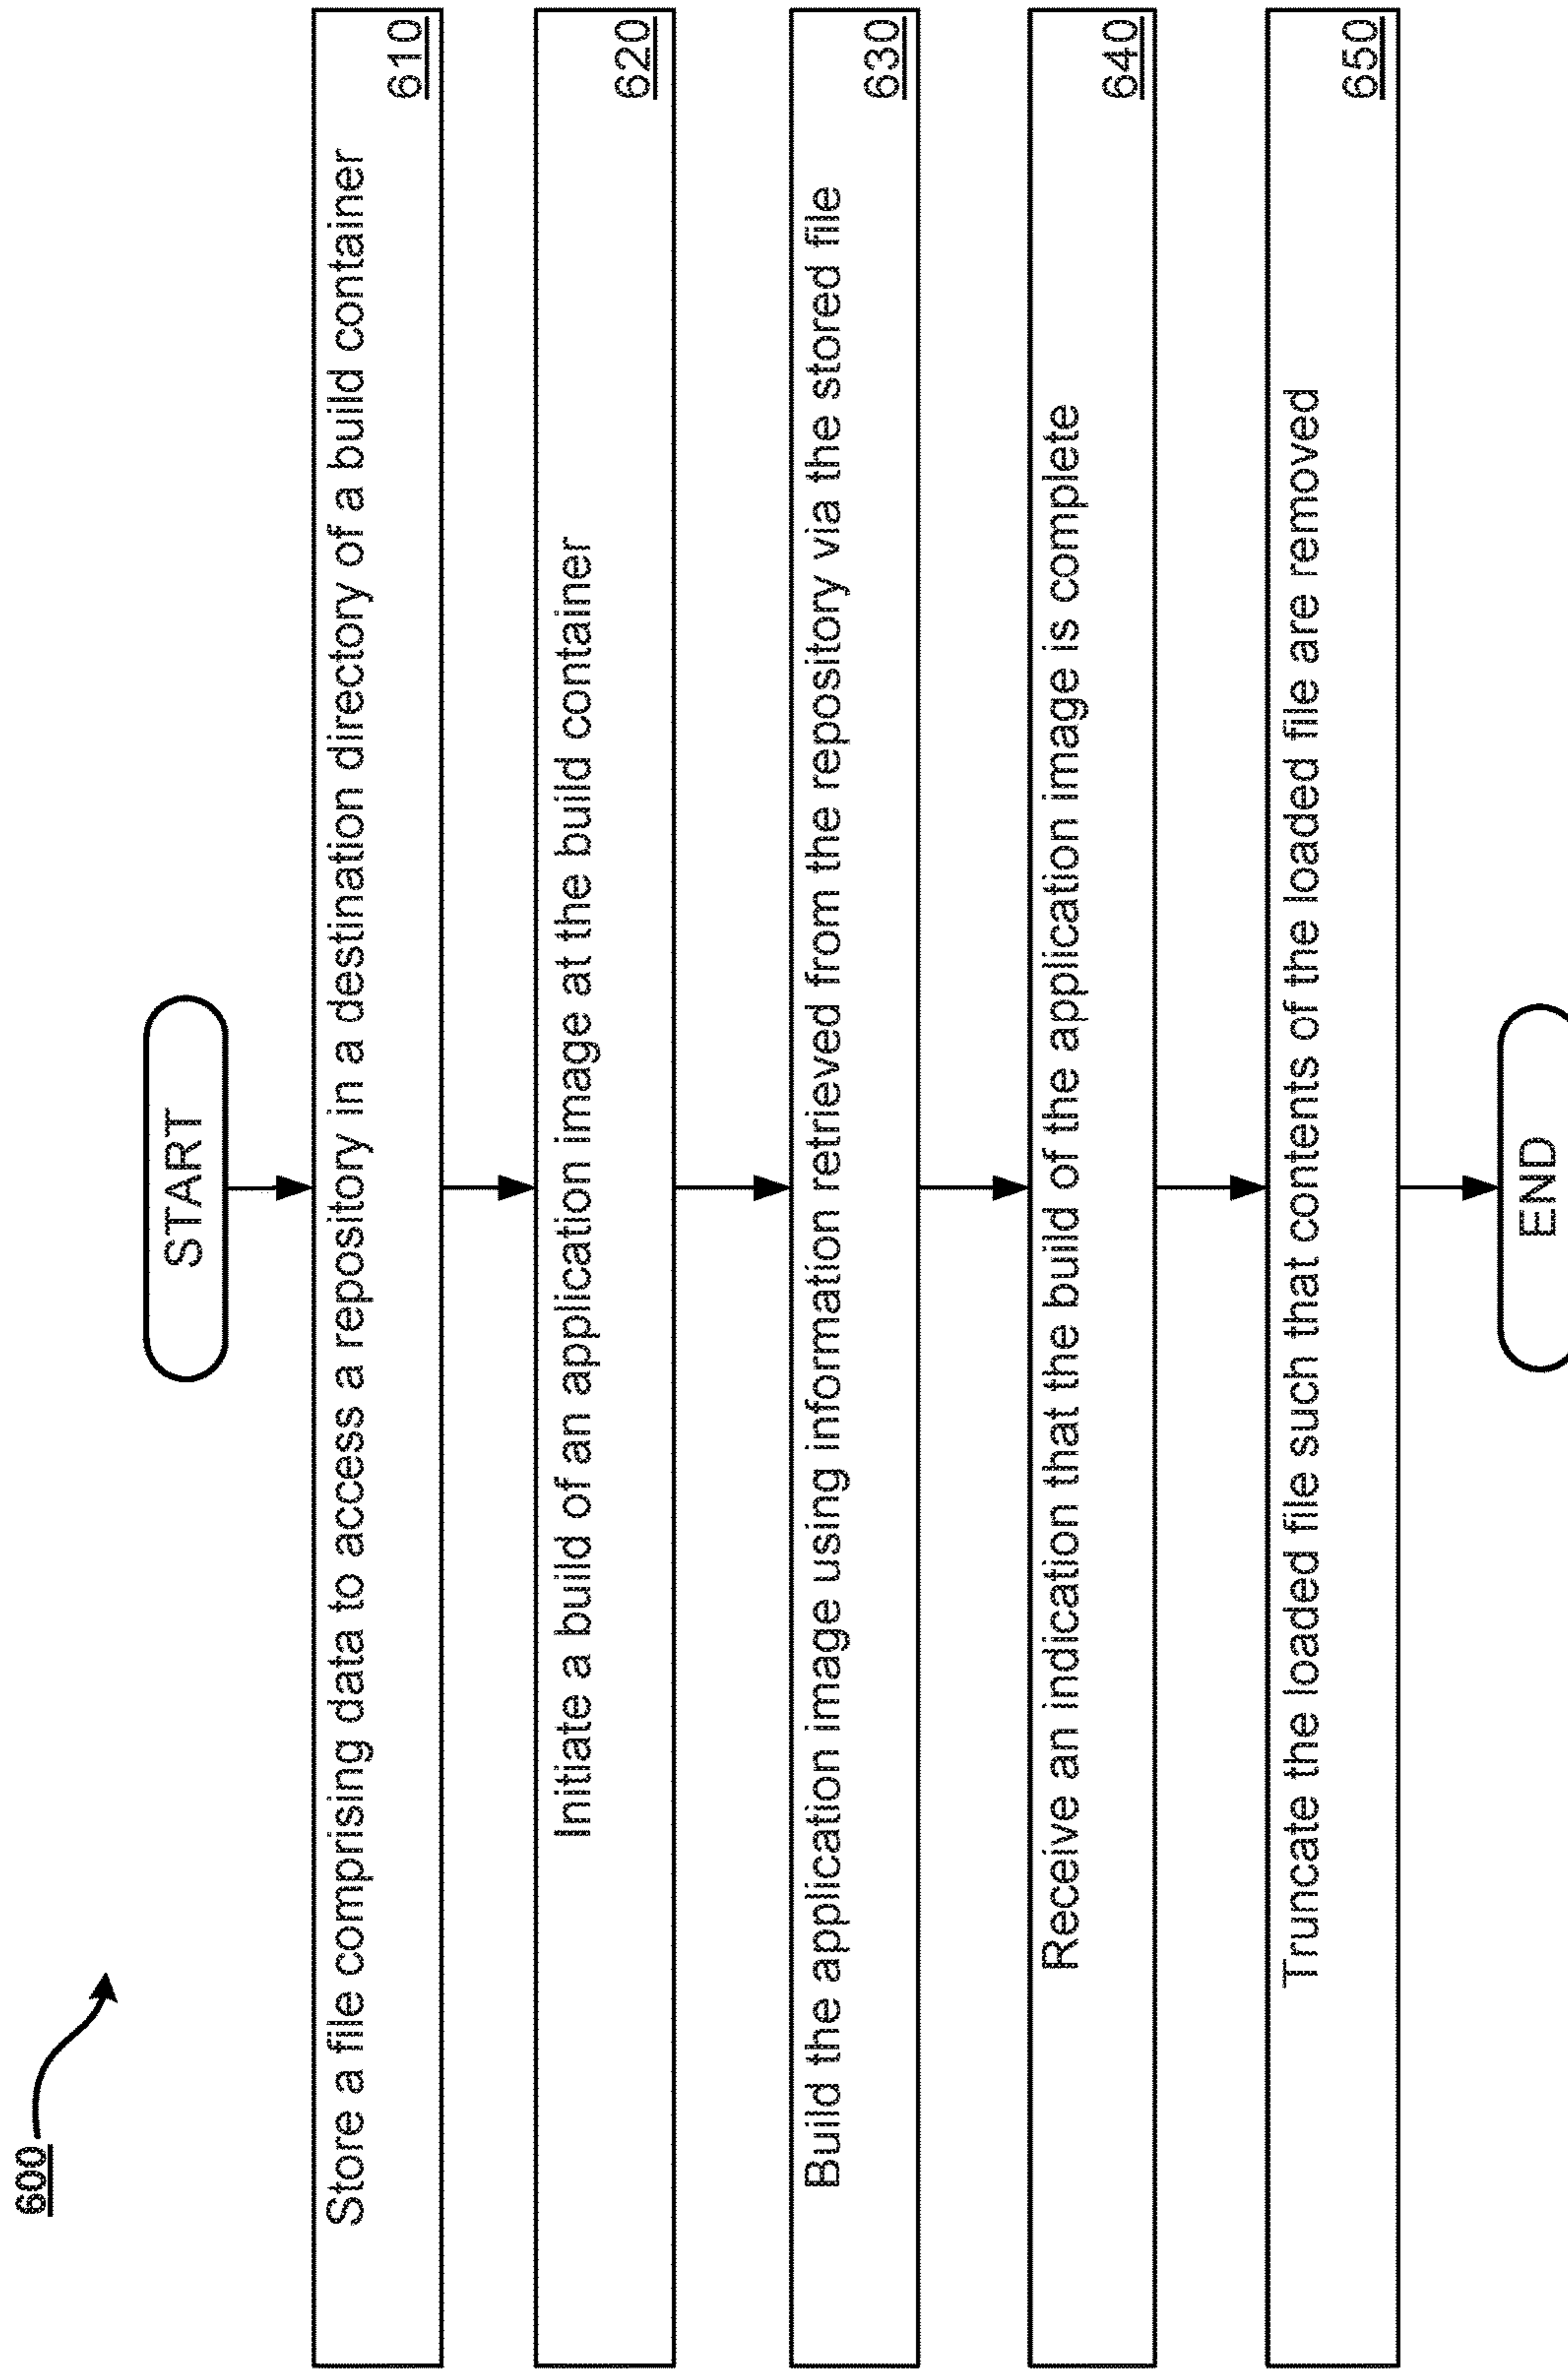 600
START
Store a file comprising data to access a repository in a destination directory of a build container
610
Initiate a build of an application image at the build container
620
Build the application image using information retrieved from the repository via the stored file
630
Receive an indication that the build of the application image is complete
640
Truncate the loaded file such that contents of the loaded file are removed
650
END